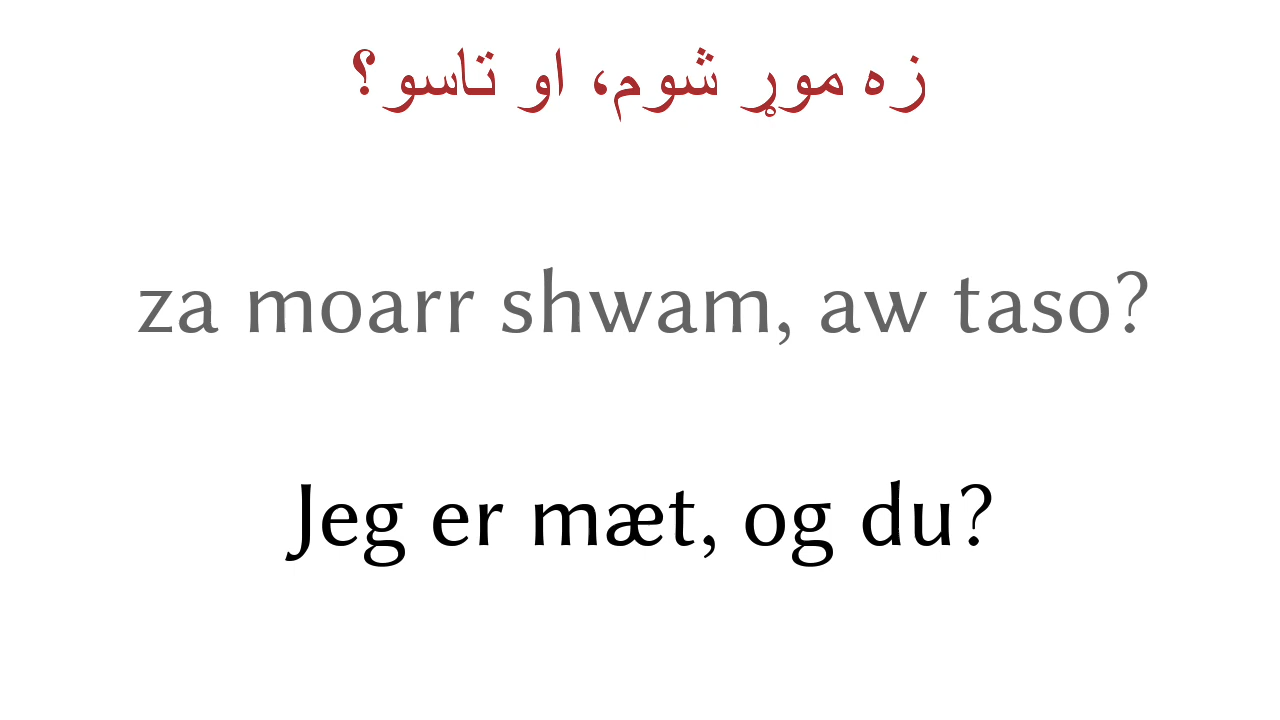 زه موړ شوم، او تاسو؟
za moarr shwam, aw taso?
Jeg er mæt, og du?